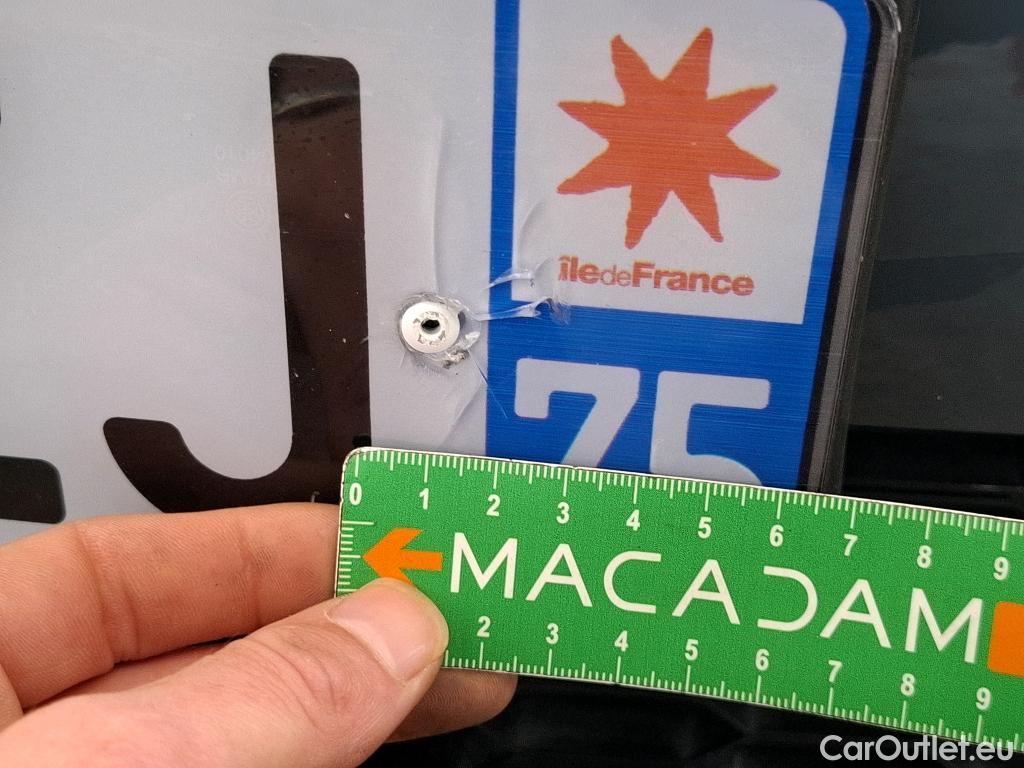 J
îledeFrance
75
0 1 2 3 4 5 6 7 8 9
MACADAM
2 3 4 5 6 7 8 9
CarOutlet.eu